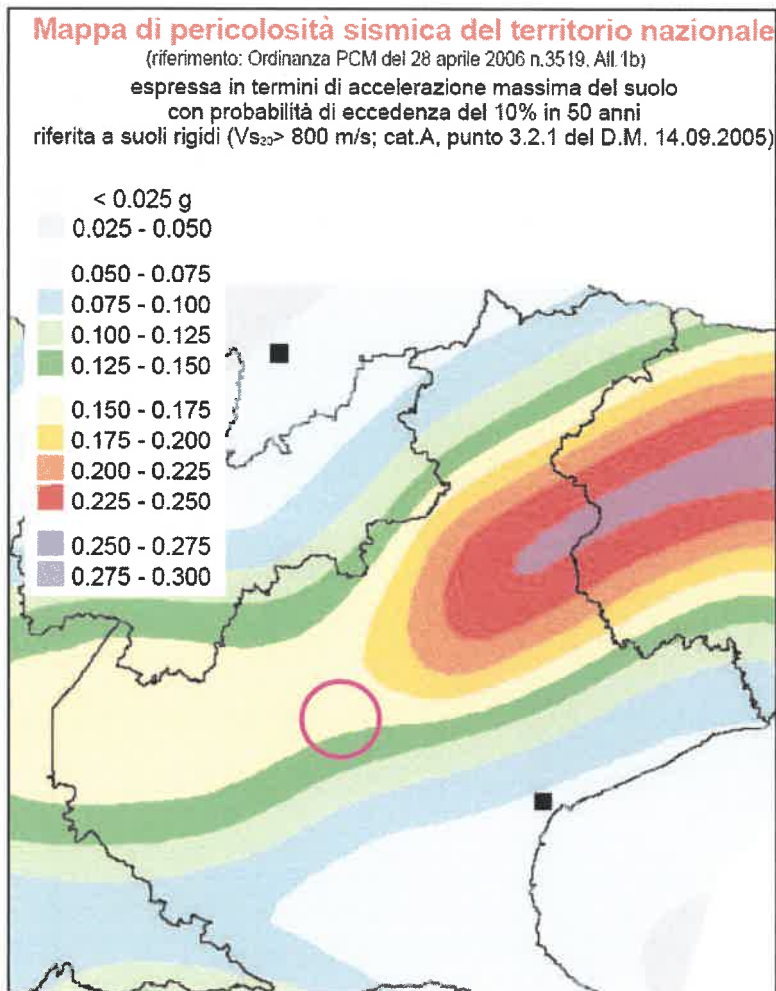 Mappa di pericolosità sismica del territorio nazionale
(riferimento: Ordinanza PCM del 28 aprile 2006 n.3519, All.1b)
espressa in termini di accelerazione massima del suolo
con probabilità di eccedenza del 10% in 50 anni
riferita a suoli rigidi (Vs₃₀> 800 m/s; cat.A, punto 3.2.1 del D.M. 14.09.2005)
< 0.025 g
0.025 - 0.050
0.050 - 0.075
0.075 - 0.100
0.100 - 0.125
0.125 - 0.150
0.150 - 0.175
0.175 - 0.200
0.200 - 0.225
0.225 - 0.250
0.250 - 0.275
0.275 - 0.300